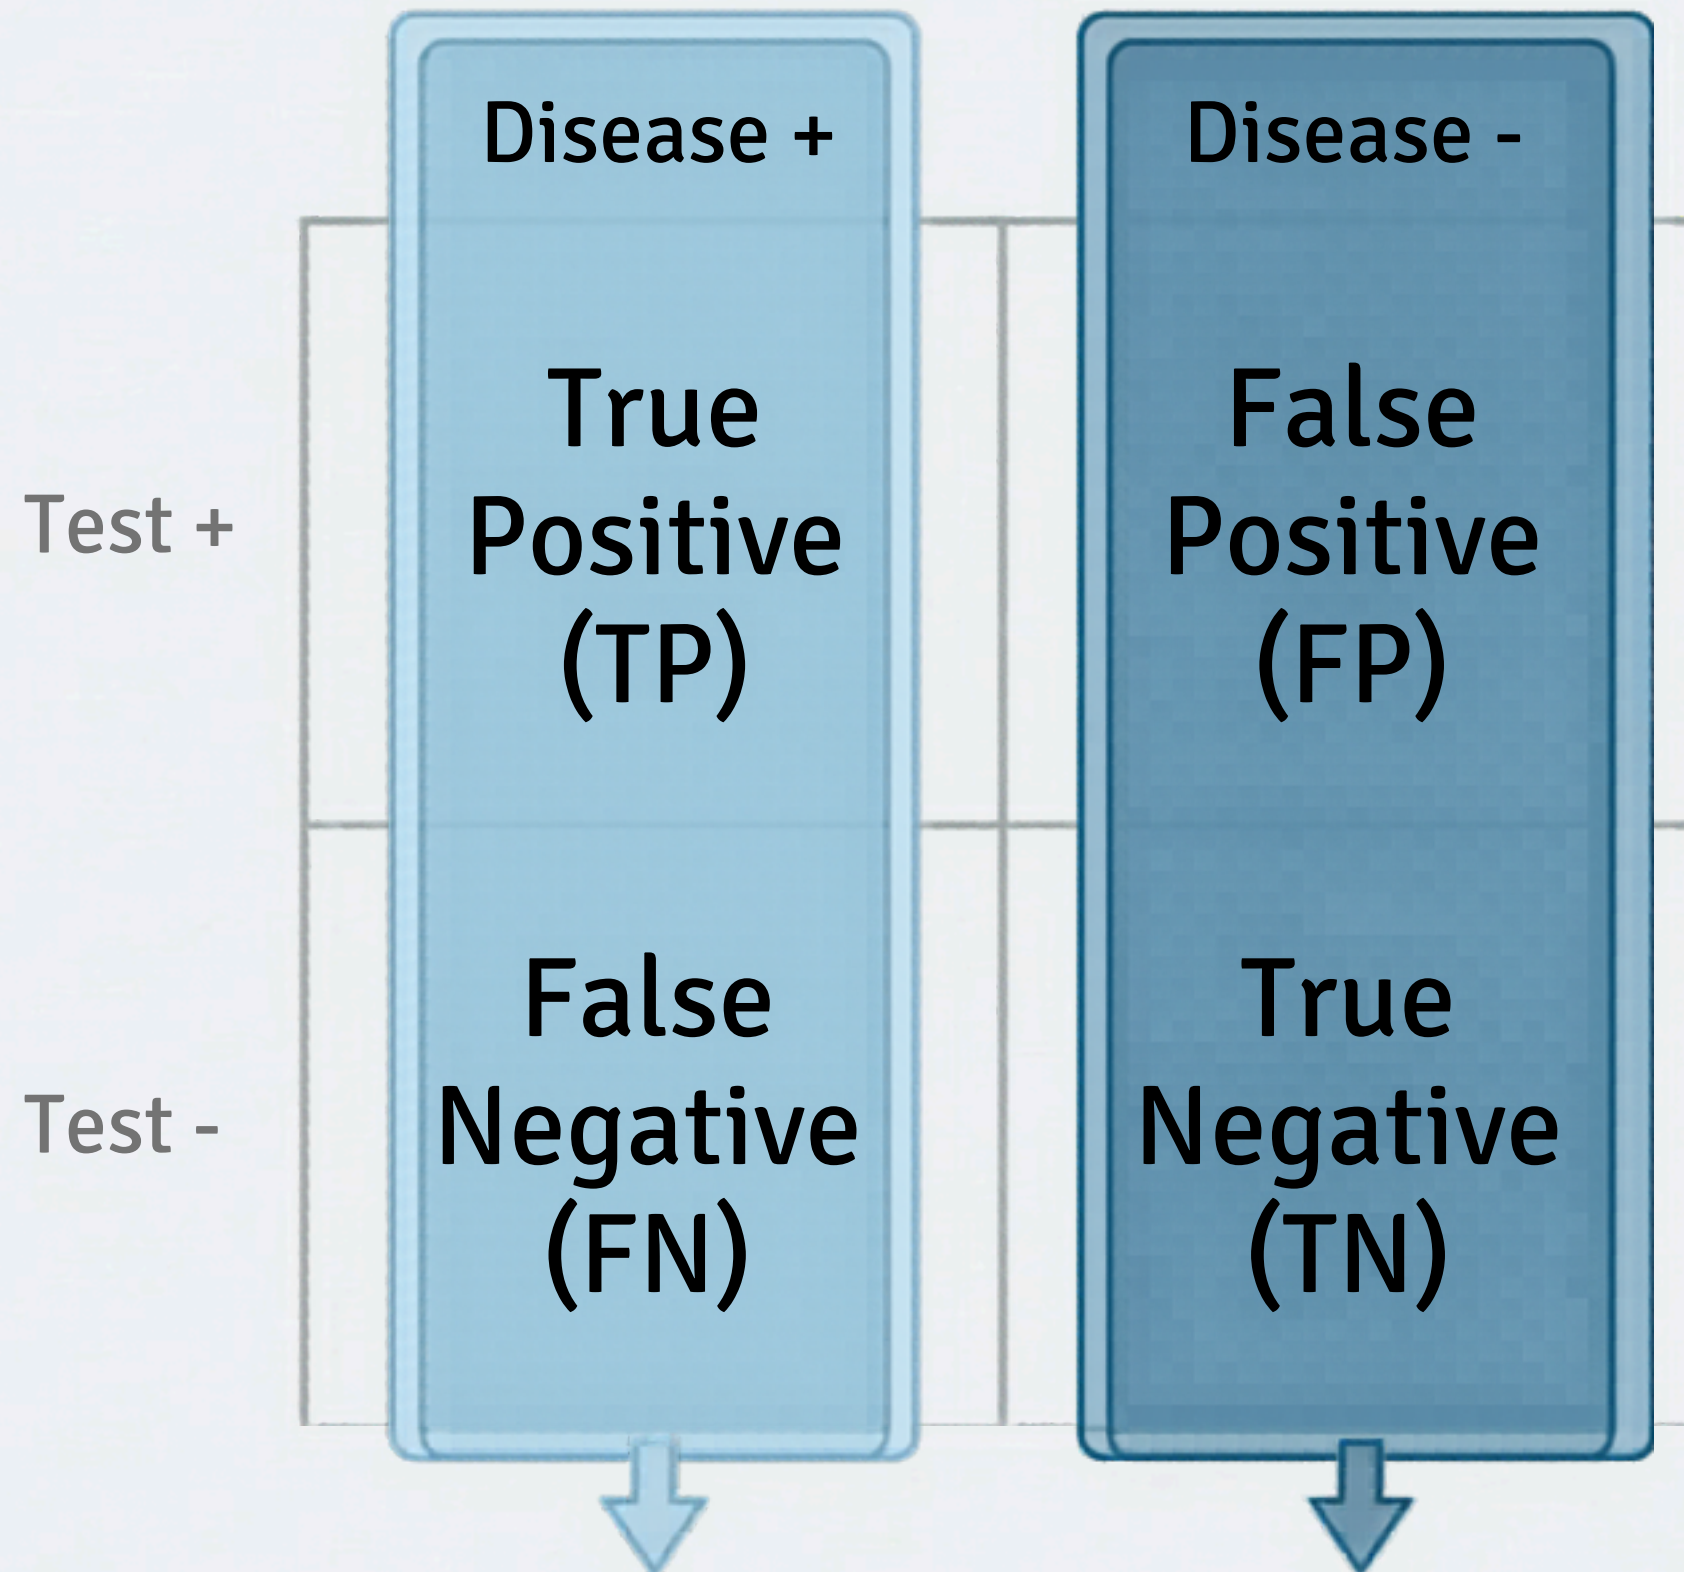 Disease +
Disease -
Test +
True
Positive
(TP)
False
Positive
(FP)
Test -
False
Negative
(FN)
True
Negative
(TN)